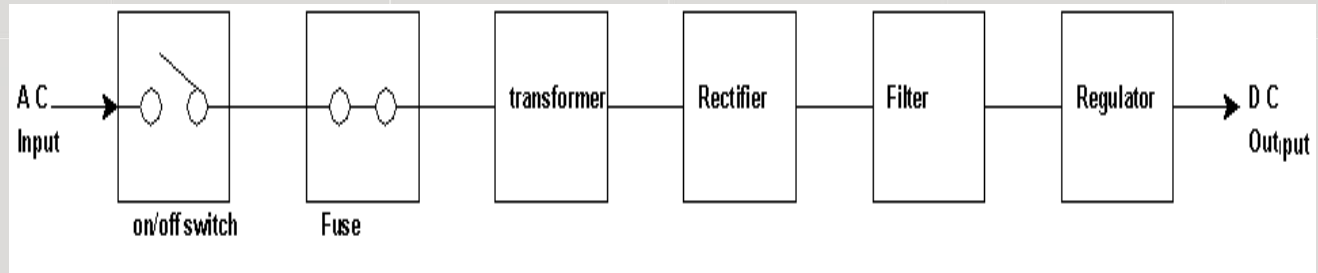 A C
Input
on/off switch
Fuse
transformer
Rectifier
Filter
Regulator
D C
Output